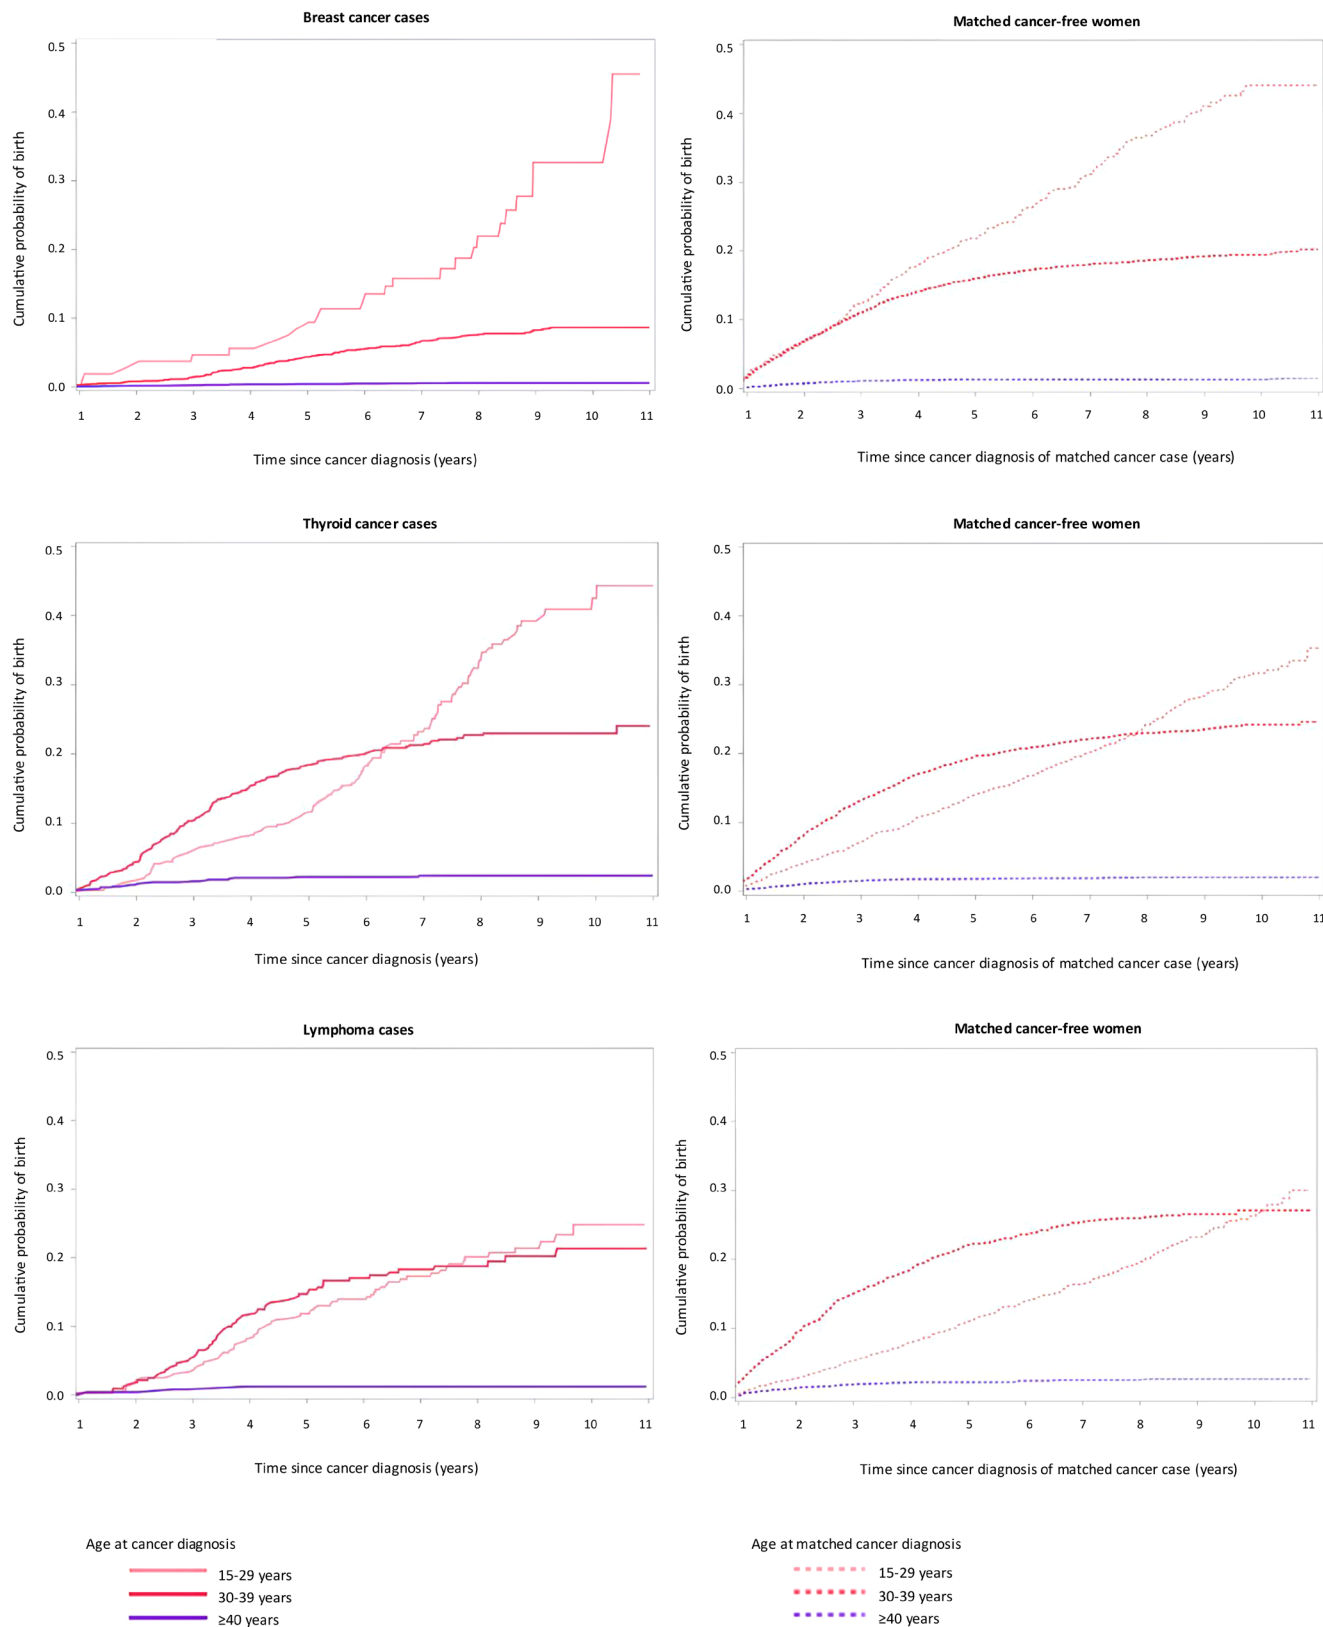 Breast cancer cases
Cumulative probability of birth
0.5
0.4
0.3
0.2
0.1
0.0
1 2 3 4 5 6 7 8 9 10 11
Time since cancer diagnosis (years)
Matched cancer-free women
Cumulative probability of birth
0.5
0.4
0.3
0.2
0.1
0.0
1 2 3 4 5 6 7 8 9 10 11
Time since cancer diagnosis of matched cancer case (years)
Thyroid cancer cases
Cumulative probability of birth
0.5
0.4
0.3
0.2
0.1
0.0
1 2 3 4 5 6 7 8 9 10 11
Time since cancer diagnosis (years)
Matched cancer-free women
Cumulative probability of birth
0.5
0.4
0.3
0.2
0.1
0.0
1 2 3 4 5 6 7 8 9 10 11
Time since cancer diagnosis of matched cancer case (years)
Lymphoma cases
Cumulative probability of birth
0.5
0.4
0.3
0.2
0.1
0.0
1 2 3 4 5 6 7 8 9 10 11
Time since cancer diagnosis (years)
Matched cancer-free women
Cumulative probability of birth
0.5
0.4
0.3
0.2
0.1
0.0
1 2 3 4 5 6 7 8 9 10 11
Time since cancer diagnosis of matched cancer case (years)
Age at cancer diagnosis
15-29 years
30-39 years
≥40 years
Age at matched cancer diagnosis
15-29 years
30-39 years
≥40 years